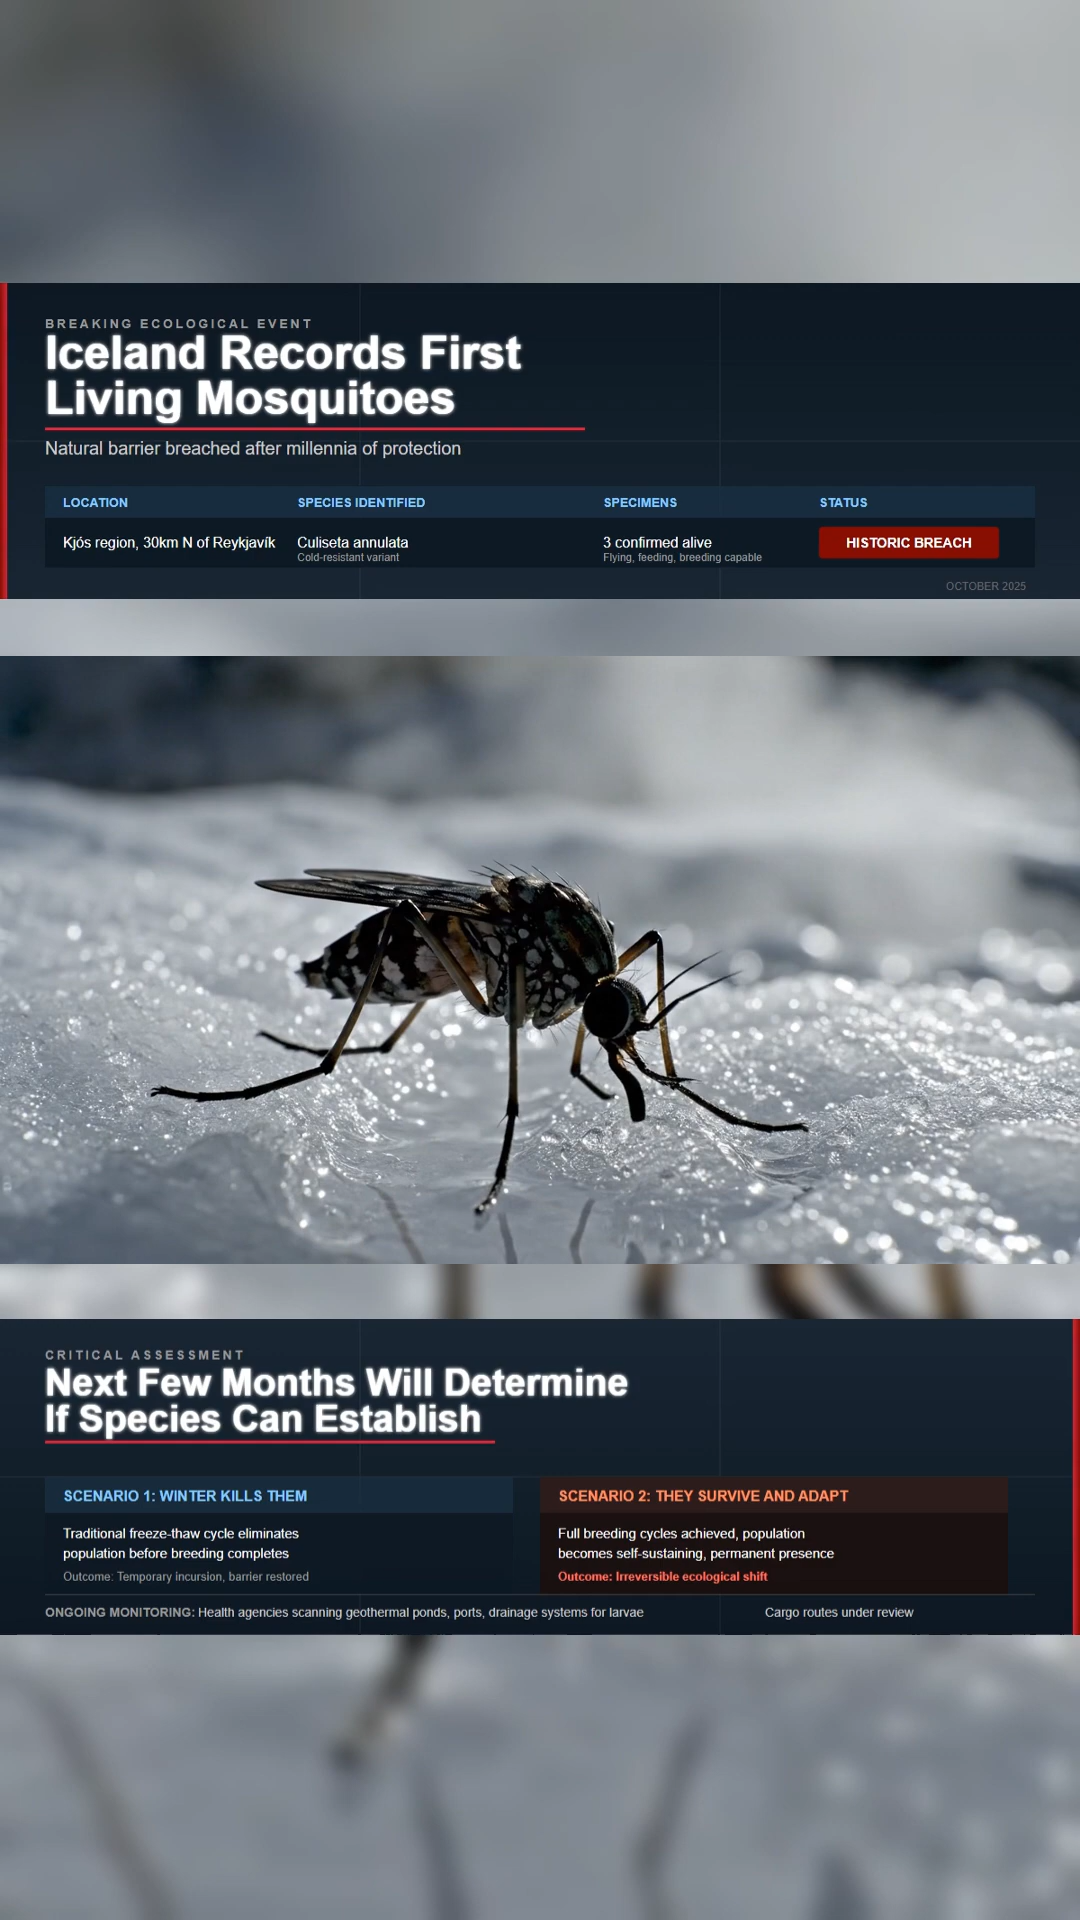 BREAKING ECOLOGICAL EVENT
Iceland Records First
Living Mosquitoes
Natural barrier breached after millennia of protection
LOCATION SPECIES IDENTIFIED SPECIMENS STATUS
Kjós region, 30km N of Reykjavík Culiseta annulata 3 confirmed alive HISTORIC BREACH
Cold-resistant variant Flying, feeding, breeding capable
OCTOBER 2025
CRITICAL ASSESSMENT
Next Few Months Will Determine
If Species Can Establish
SCENARIO 1: WINTER KILLS THEM
Traditional freeze-thaw cycle eliminates
population before breeding completes
Outcome: Temporary incursion, barrier restored
SCENARIO 2: THEY SURVIVE AND ADAPT
Full breeding cycles achieved, population
becomes self-sustaining, permanent presence
Outcome: Irreversible ecological shift
ONGOING MONITORING: Health agencies scanning geothermal ponds, ports, drainage systems for larvae Cargo routes under review